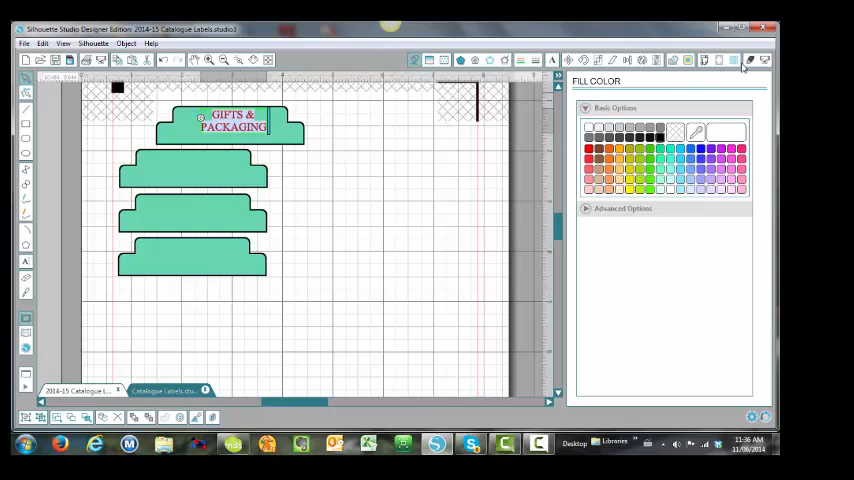 Silhouette Studio Designer Edition: 2014-15 Catalogue Labels.studio3
File Edit View Silhouette Object Help
FILL COLOR
Basic Options
Advanced Options
GIFTS &
PACKAGING
2014-15 Catalogue L...
Catalogue Labels.stu...
Desktop
Libraries
11:36 AM
11/06/2014